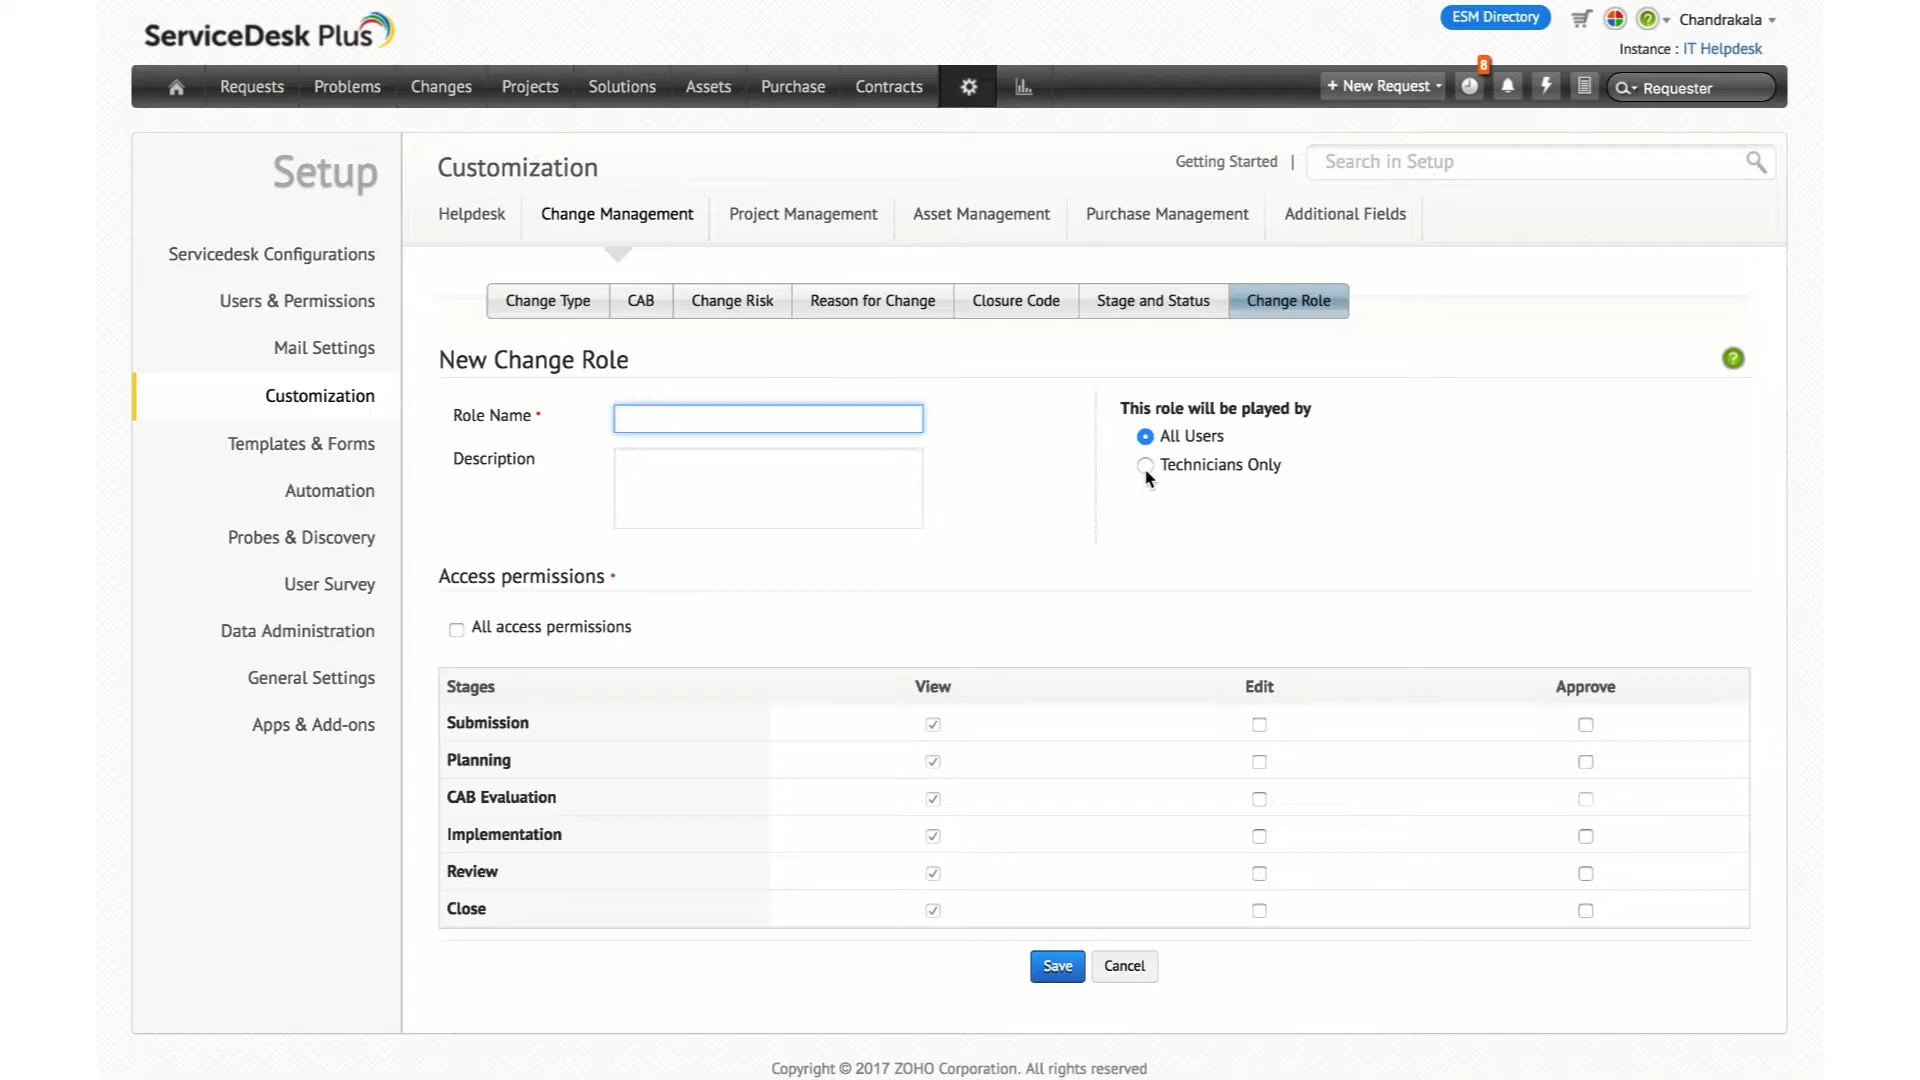 ServiceDesk Plus
ESM Directory
Chandrakala
Instance : IT Helpdesk
Requests Problems Changes Projects Solutions Assets Purchase Contracts
+ New Request
8
Requester
Setup
Servicedesk Configurations
Users & Permissions
Mail Settings
Customization
Templates & Forms
Automation
Probes & Discovery
User Survey
Data Administration
General Settings
Apps & Add-ons
Customization
Getting Started |
Search in Setup
Helpdesk Change Management Project Management Asset Management Purchase Management Additional Fields
Change Type CAB Change Risk Reason for Change Closure Code Stage and Status Change Role
New Change Role
?
Role Name *
Description
This role will be played by
All Users
Technicians Only
Access permissions *
All access permissions
Stages View Edit Approve
Submission
Planning
CAB Evaluation
Implementation
Review
Close
Save Cancel
Copyright © 2017 ZOHO Corporation. All rights reserved